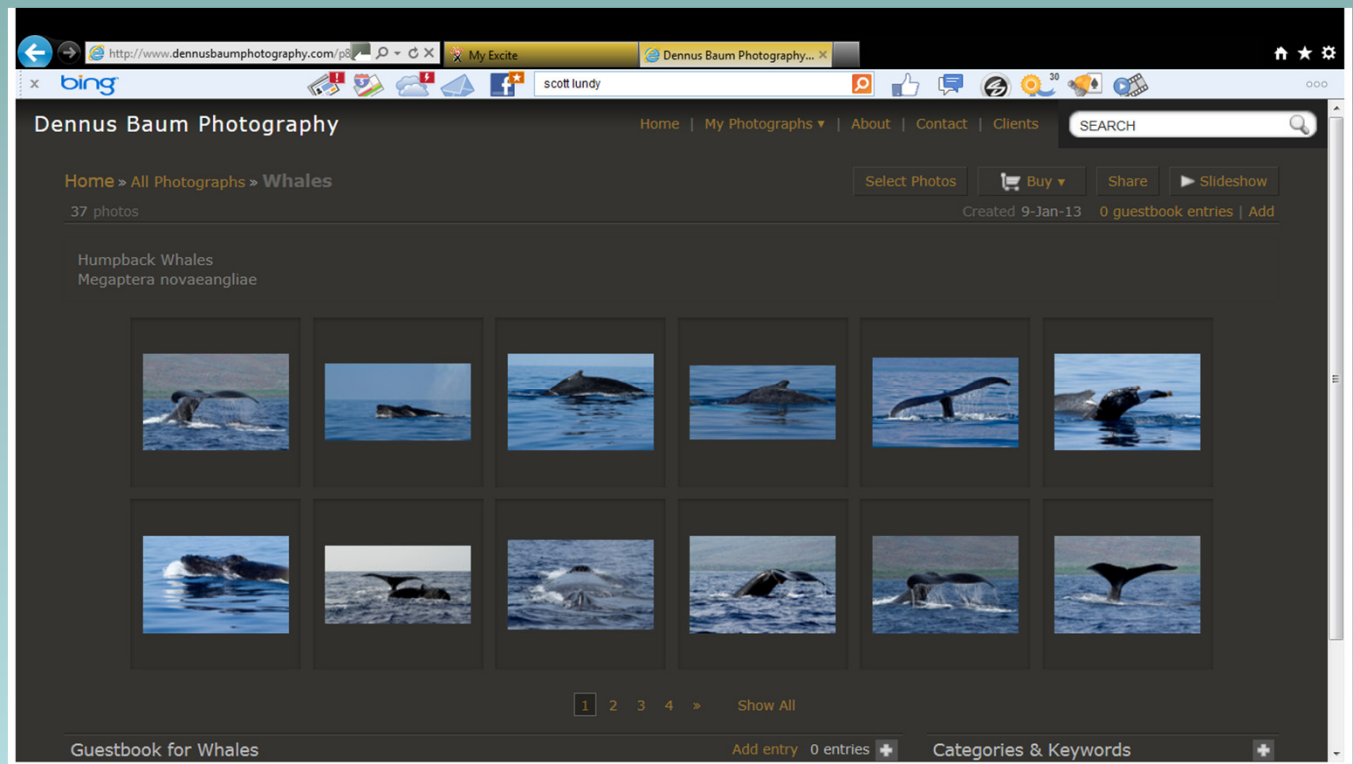 http://www.dennusbaumphotography.com/p8
My Excite
Dennus Baum Photography...
bing
scott lundy
30
Dennus Baum Photography
Home | My Photographs ▾ | About | Contact | Clients
SEARCH
Home » All Photographs » Whales
Select Photos
Buy ▾
Share
Slideshow
37 photos
Created 9-Jan-13 0 guestbook entries | Add
Humpback Whales
Megaptera novaeangliae
1 2 3 4 » Show All
Guestbook for Whales
Add entry 0 entries
Categories & Keywords